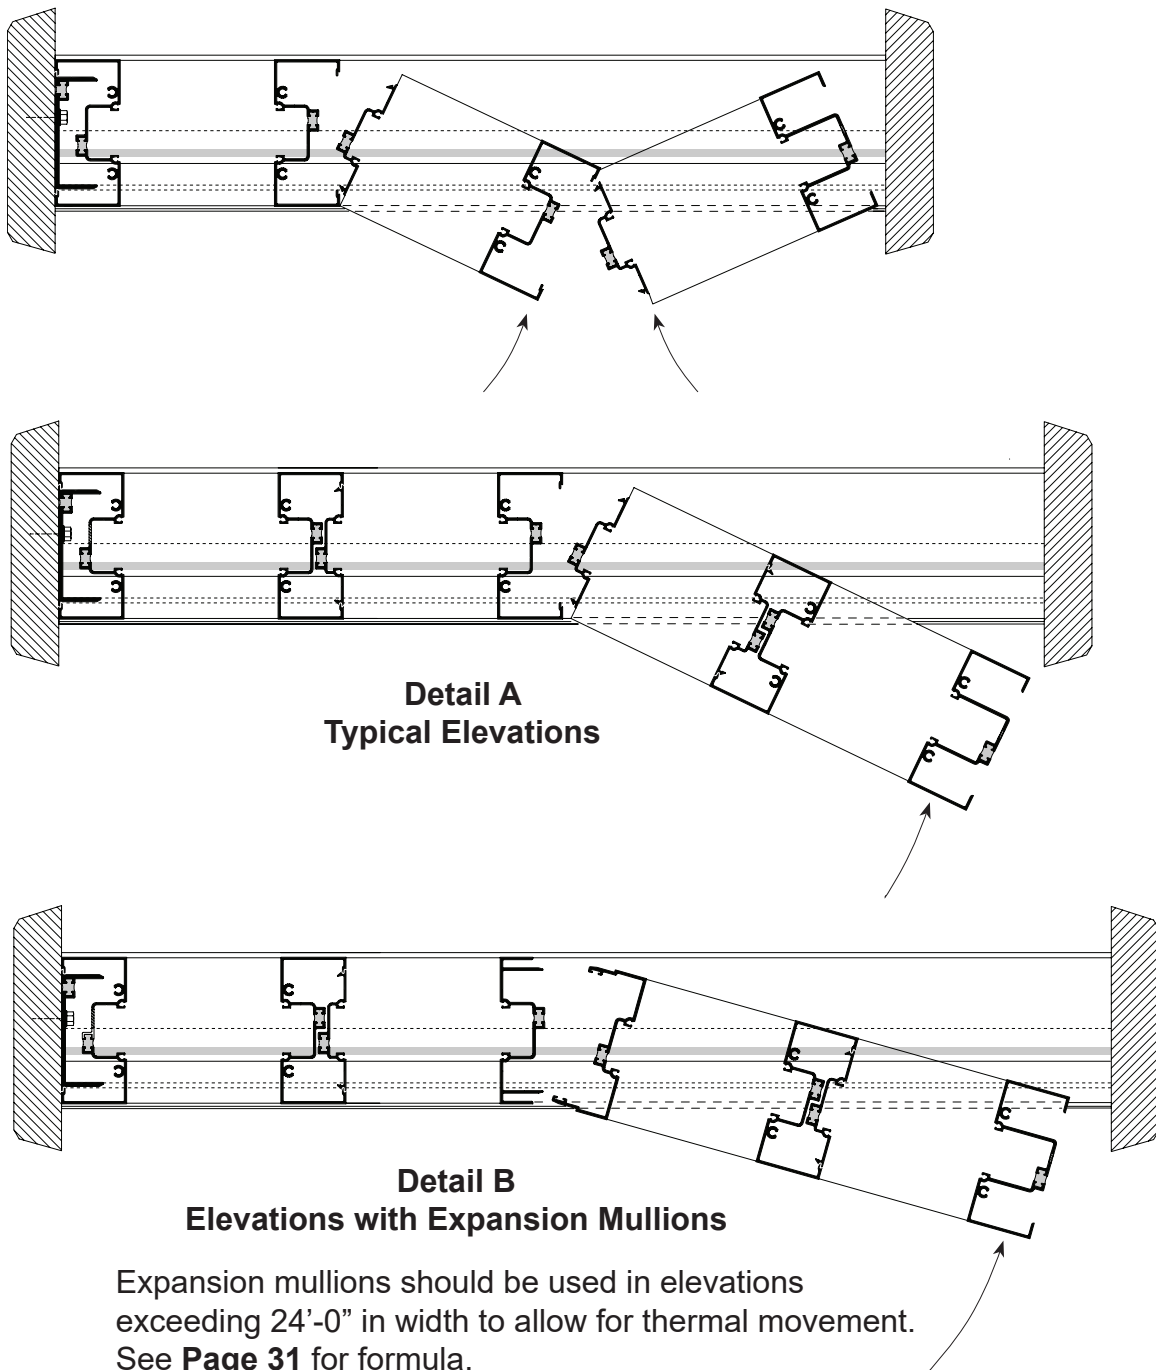 Detail A
Typical Elevations
Detail B
Elevations with Expansion Mullions
Expansion mullions should be used in elevations
exceeding 24’-0” in width to allow for thermal movement.
See Page 31 for formula.